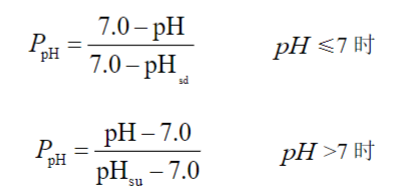 P_pH = (7.0 − pH) / (7.0 − pH_sd)    pH ≤7 时
P_pH = (pH − 7.0) / (pH_su − 7.0)    pH >7 时